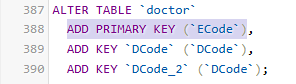 387 ALTER TABLE `doctor`
388 ADD PRIMARY KEY (`ECode`),
389 ADD KEY `DCode` (`DCode`),
390 ADD KEY `DCode_2` (`DCode`);